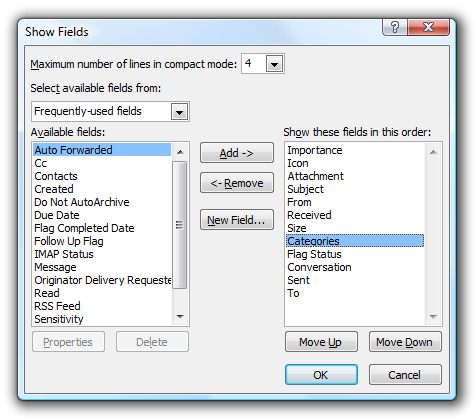 Show Fields
Maximum number of lines in compact mode: 4
Select available fields from:
Frequently-used fields
Available fields:
Auto Forwarded
Cc
Contacts
Created
Do Not AutoArchive
Due Date
Flag Completed Date
Follow Up Flag
IMAP Status
Message
Originator Delivery Requeste
Read
RSS Feed
Sensitivity
Properties
Delete
Add ->
<- Remove
New Field...
Show these fields in this order:
Importance
Icon
Attachment
Subject
From
Received
Size
Categories
Flag Status
Conversation
Sent
To
Move Up
Move Down
OK
Cancel